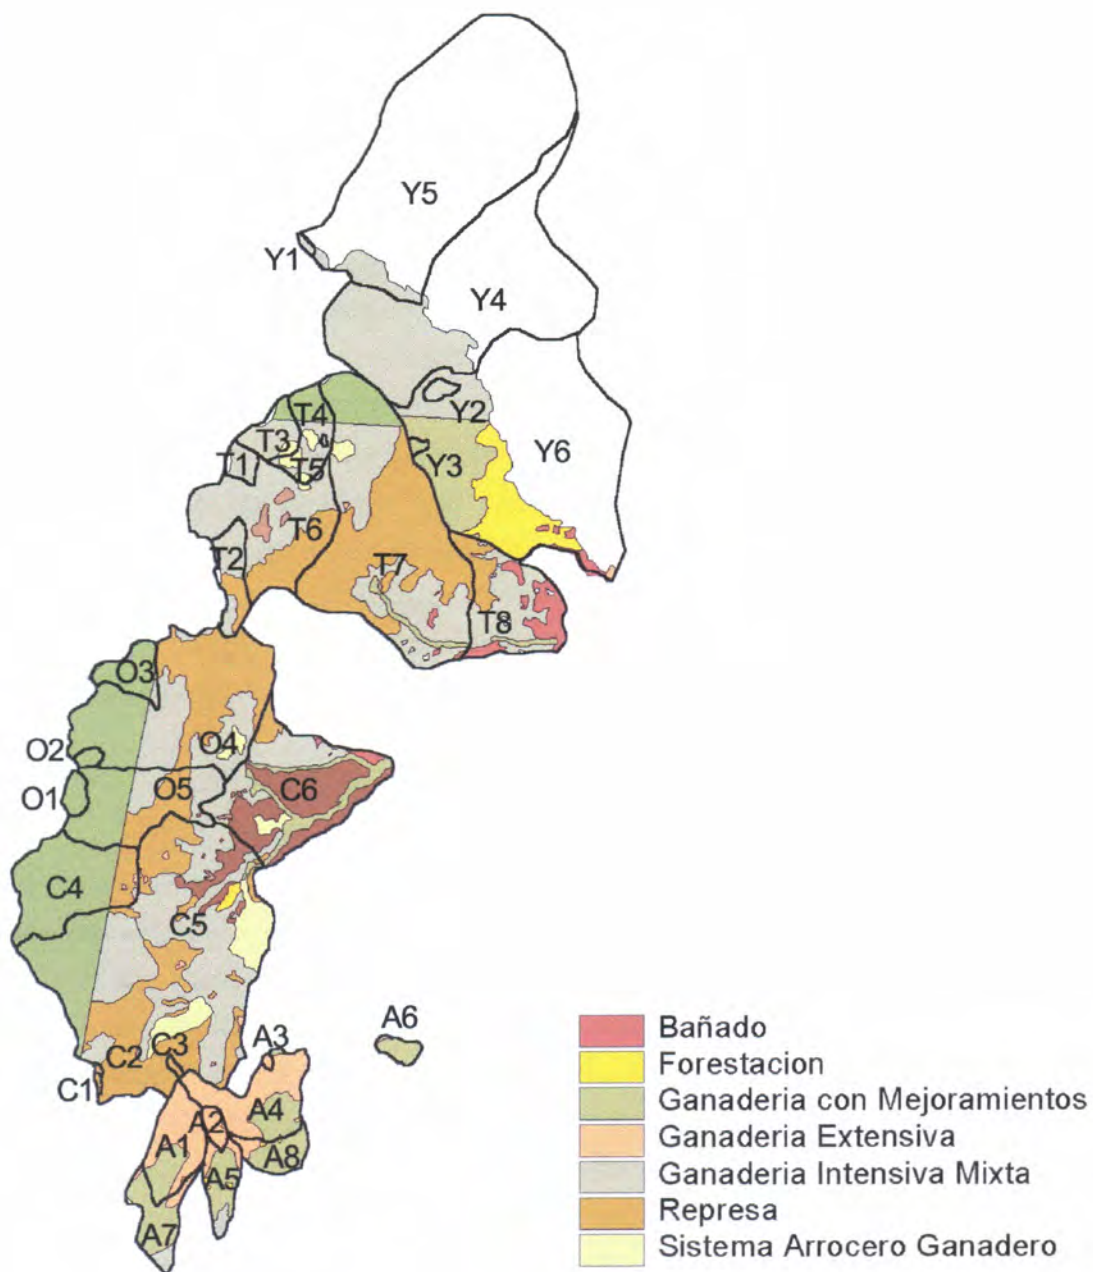 Y5
Y1
Y4
T4
Y2
T3
T1
T5
Y3
Y6
T6
T2
T7
T8
O3
O2
O4
O1
O5
C6
C4
C5
A6
C2
C3
A3
C1
A2
A4
A1
A8
A5
A7
Bañado
Forestacion
Ganaderia con Mejoramientos
Ganaderia Extensiva
Ganaderia Intensiva Mixta
Represa
Sistema Arrocero Ganadero